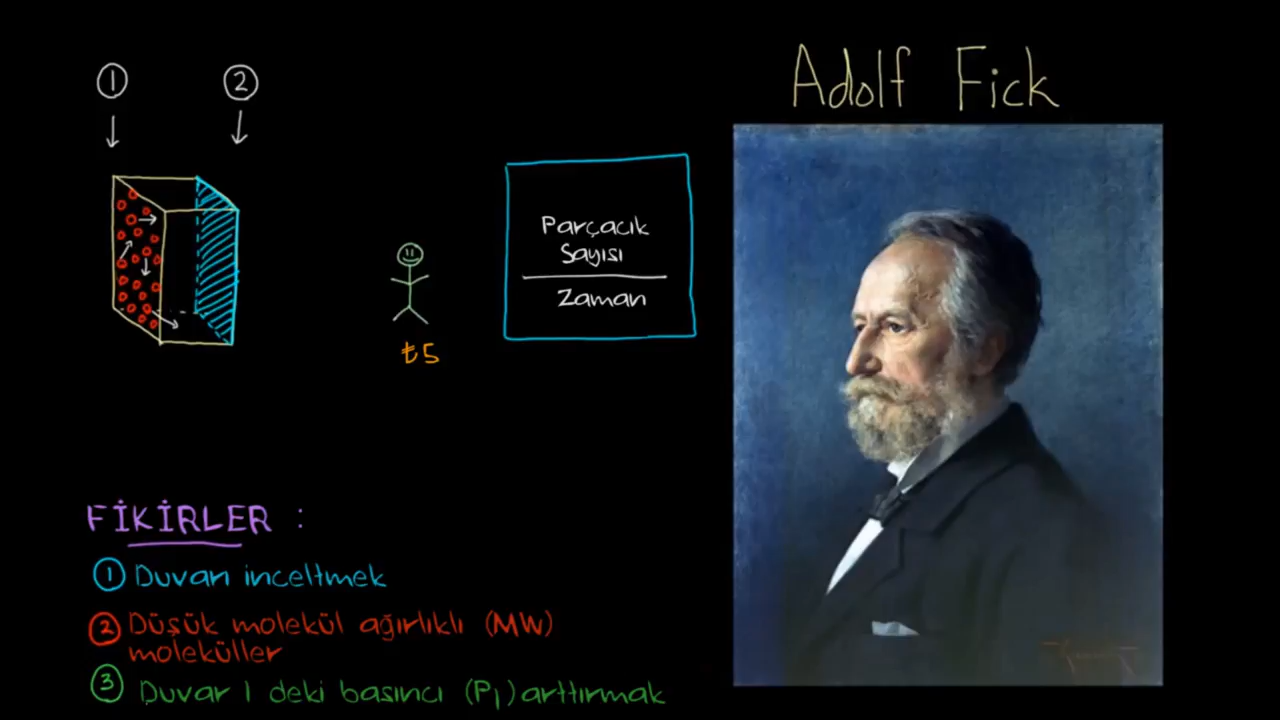 ① ②
Adolf Fick
Parçacık
Sayısı
Zaman
₺5
FİKİRLER :
① Duvarı inceltmek
② Düşük molekül ağırlıklı (MW)
moleküller
③ Duvar 1 deki basıncı (P₁) arttırmak